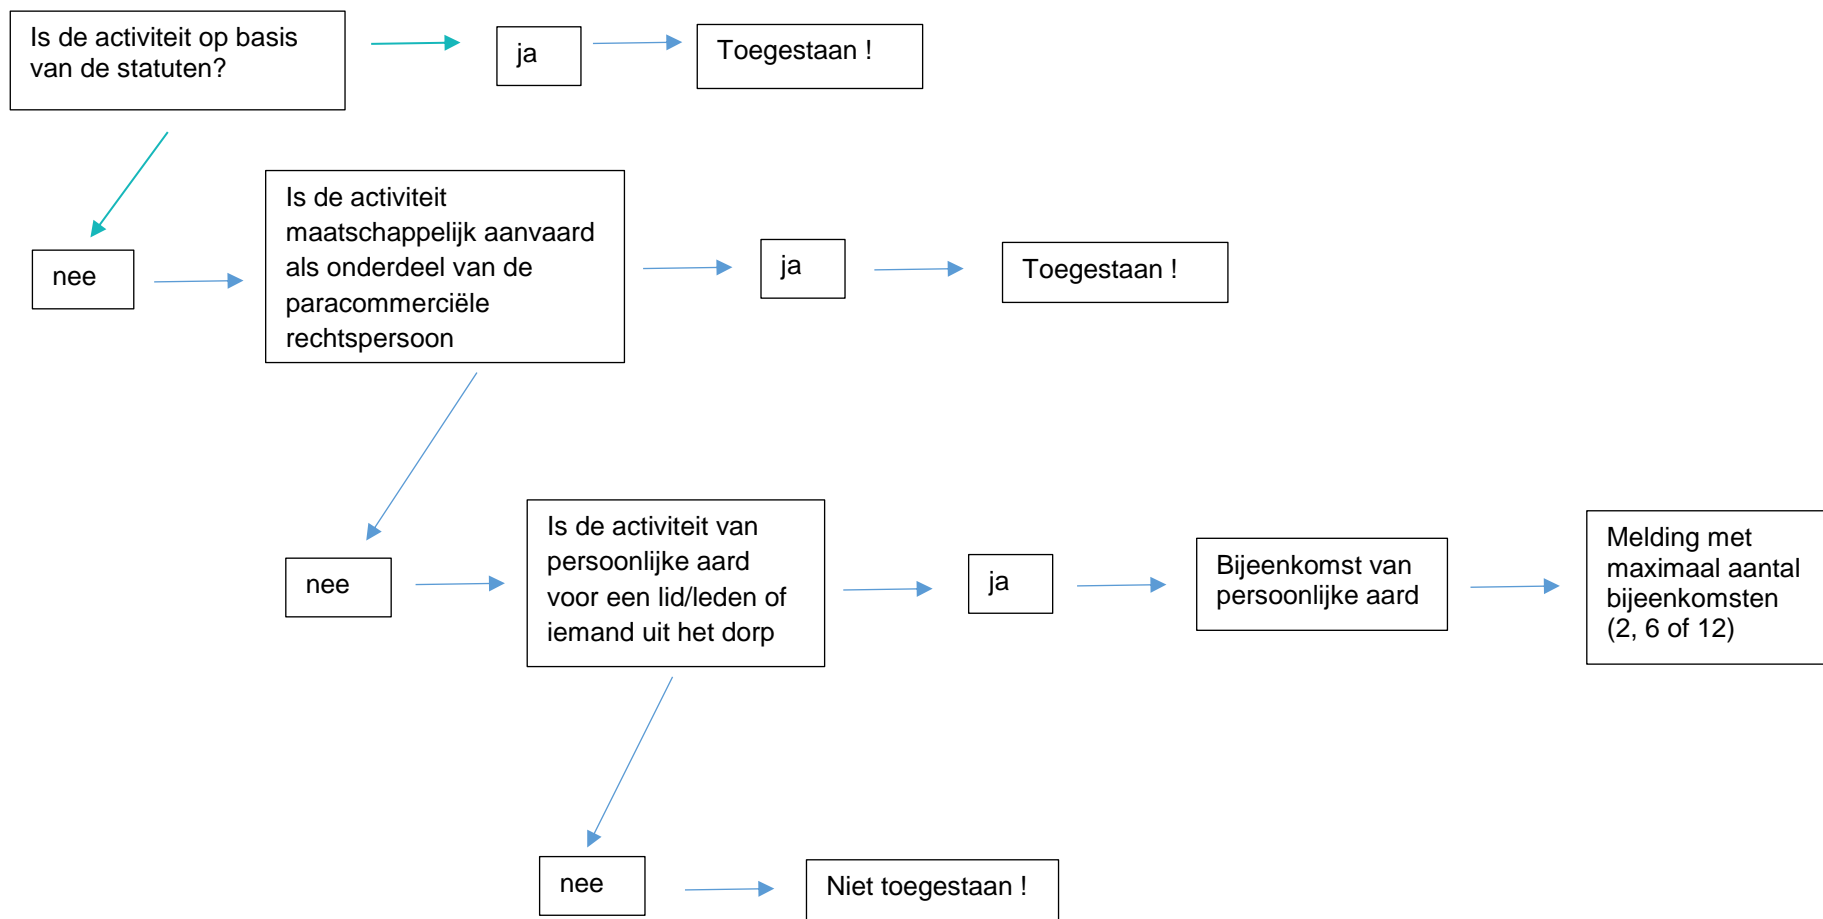 Is de activiteit op basis
van de statuten?
ja
Toegestaan !
nee
Is de activiteit
maatschappelijk aanvaard
als onderdeel van de
paracommerciële
rechtspersoon
ja
Toegestaan !
nee
Is de activiteit van
persoonlijke aard
voor een lid/leden of
iemand uit het dorp
ja
Bijeenkomst van
persoonlijke aard
Melding met
maximaal aantal
bijeenkomsten
(2, 6 of 12)
nee
Niet toegestaan !